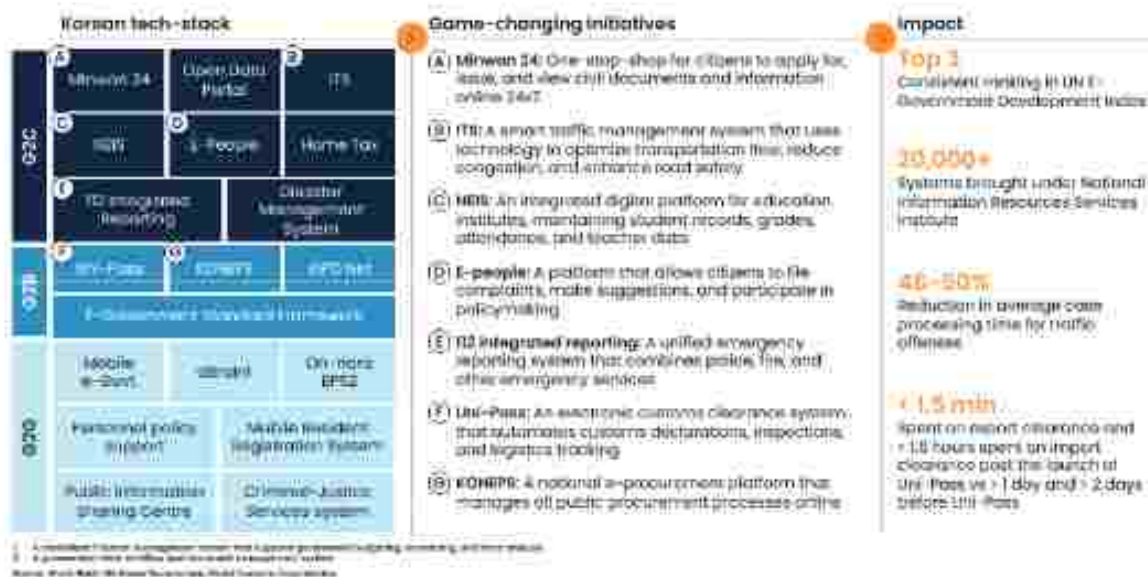 Korean tech-stack
Game-changing initiatives
Impact
G2C
A
Minwon 24
Open Data
Portal
B
ITS
C
NEIS
D
E-People
Home Tax
E
112 Integrated
Reporting
Disaster
Management
System
G2B
F
Uni-Pass
G
KONEPS
E-Government Standard Framework
G2G
Mobile
e-Govt.
On-nara
Personnel policy
support
Mobile Resident
Registration System
Public Information
Sharing Centre
Criminal-Justice
Services system
(A) Minwon 24: One-stop-shop for citizens to apply for,
issue, and view civil documents and information
online 24x7
(B) ITS: A smart traffic management system that uses
technology to optimize transportation flow, reduce
congestion, and enhance road safety
(C) NEIS: An integrated digital platform for education
institutes, maintaining student records, grades,
attendance, and teacher data
(D) E-people: A platform that allows citizens to file
complaints, make suggestions, and participate in
policymaking
(E) 112 integrated reporting: A unified emergency
reporting system that combines police, fire, and
other emergency services
(F) Uni-Pass: An electronic customs clearance system
that automates customs declarations, inspections,
and logistics tracking
(G) KONEPS: A national e-procurement platform that
manages all public procurement processes online
Top 3
Consistent ranking in UN E-
Government Development Index
20,000+
Systems brought under National
Information Resources Services
Institute
46-50%
Reduction in average case
processing time for traffic
offenses
< 1.5 min
Spent on export clearance and
< 1.5 hours spent on import
clearance post the launch of
Uni-Pass vs > 1 day and > 2 days
before Uni-Pass